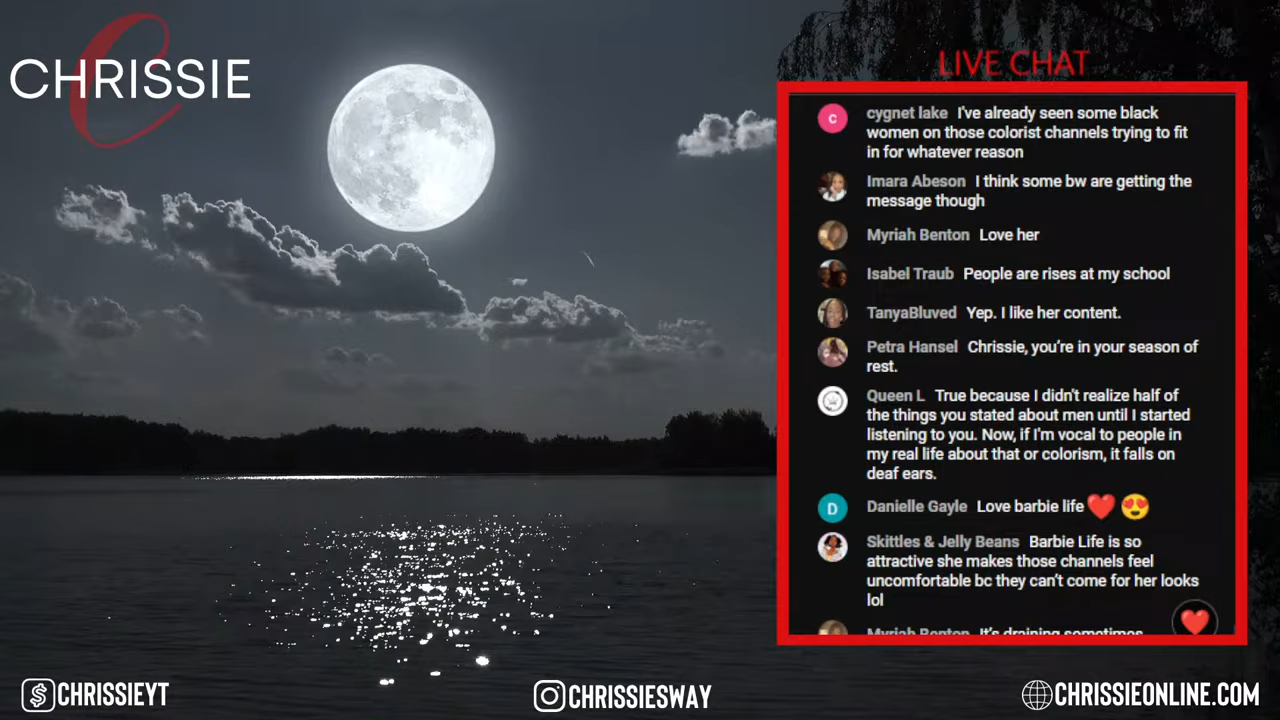 CHRISSIE
LIVE CHAT
cygnet lake I've already seen some black
women on those colorist channels trying to fit
in for whatever reason
Imara Abeson I think some bw are getting the
message though
Myriah Benton Love her
Isabel Traub People are rises at my school
TanyaBluved Yep. I like her content.
Petra Hansel Chrissie, you're in your season of
rest.
Queen L True because I didn't realize half of
the things you stated about men until I started
listening to you. Now, if I'm vocal to people in
my real life about that or colorism, it falls on
deaf ears.
D Danielle Gayle Love barbie life❤️😍
Skittles & Jelly Beans Barbie Life is so
attractive she makes those channels feel
uncomfortable bc they can't come for her looks
lol
Myriah Benton It's draining sometimes
$ CHRISSIEYT
CHRISSIESWAY
CHRISSIEONLINE.COM